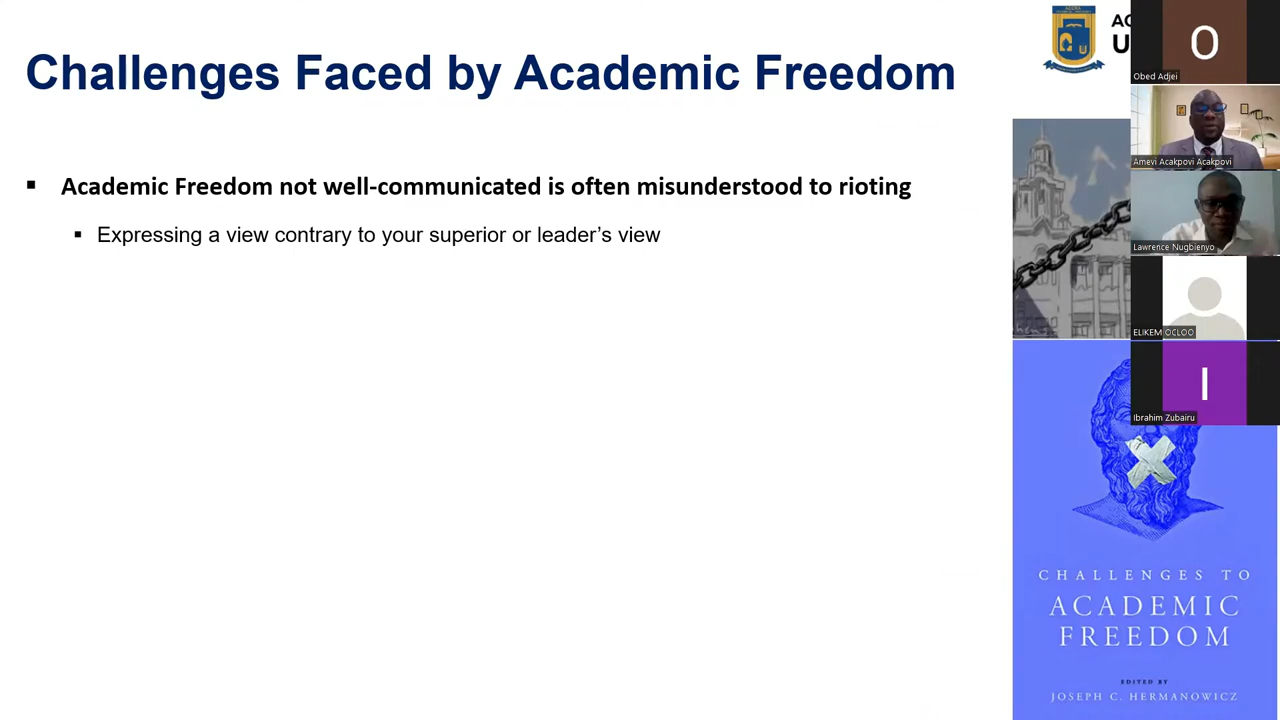 Challenges Faced by Academic Freedom
Academic Freedom not well-communicated is often misunderstood to rioting
Expressing a view contrary to your superior or leader's view
O
Obed Adjei
Amevi Acakpovi Acakpovi
Lawrence Nugbienyo
ELIKEM OCLOO
I
Ibrahim Zubairu
CHALLENGES TO
ACADEMIC
FREEDOM
EDITED BY
JOSEPH C. HERMANOWICZ